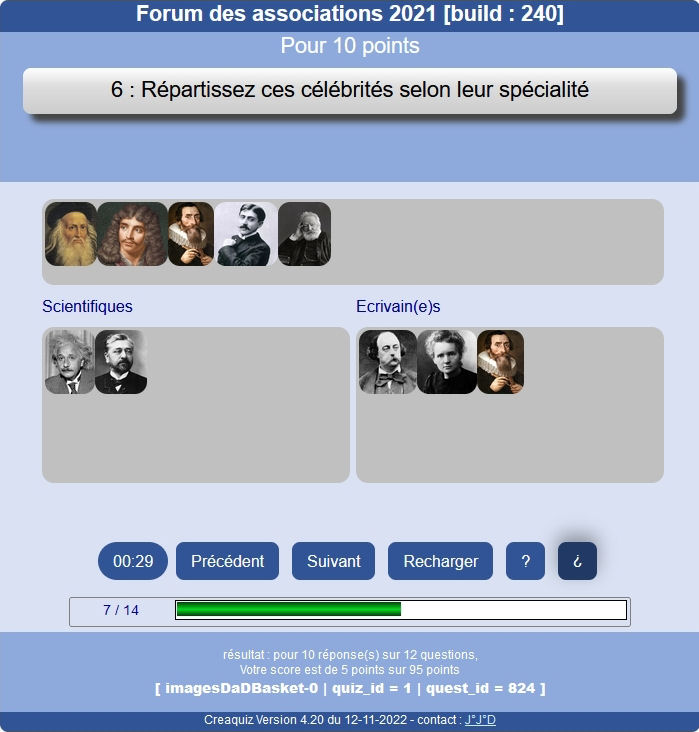 Forum des associations 2021 [build : 240]
Pour 10 points
6 : Répartissez ces célébrités selon leur spécialité
Scientifiques
Ecrivain(e)s
00:29
Précédent
Suivant
Recharger
?
¿
7 / 14
résultat : pour 10 réponse(s) sur 12 questions,
Votre score est de 5 points sur 95 points
[ imagesDaDBasket-0 | quiz_id = 1 | quest_id = 824 ]
Creaquiz Version 4.20 du 12-11-2022 - contact : J°J°D